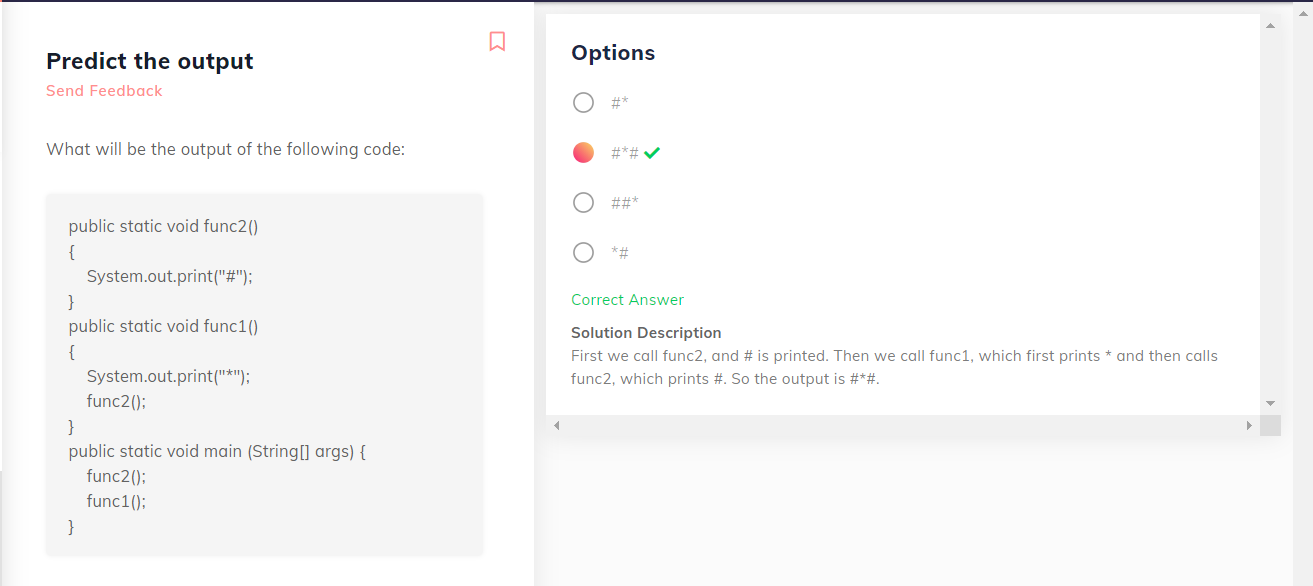 Predict the output
Send Feedback
What will be the output of the following code:
public static void func2()
{
    System.out.print("#");
}
public static void func1()
{
    System.out.print("*");
    func2();
}
public static void main (String[] args) {
    func2();
    func1();
}
Options
#*
#*#
##*
*#
Correct Answer
Solution Description
First we call func2, and # is printed. Then we call func1, which first prints * and then calls
func2, which prints #. So the output is #*#.